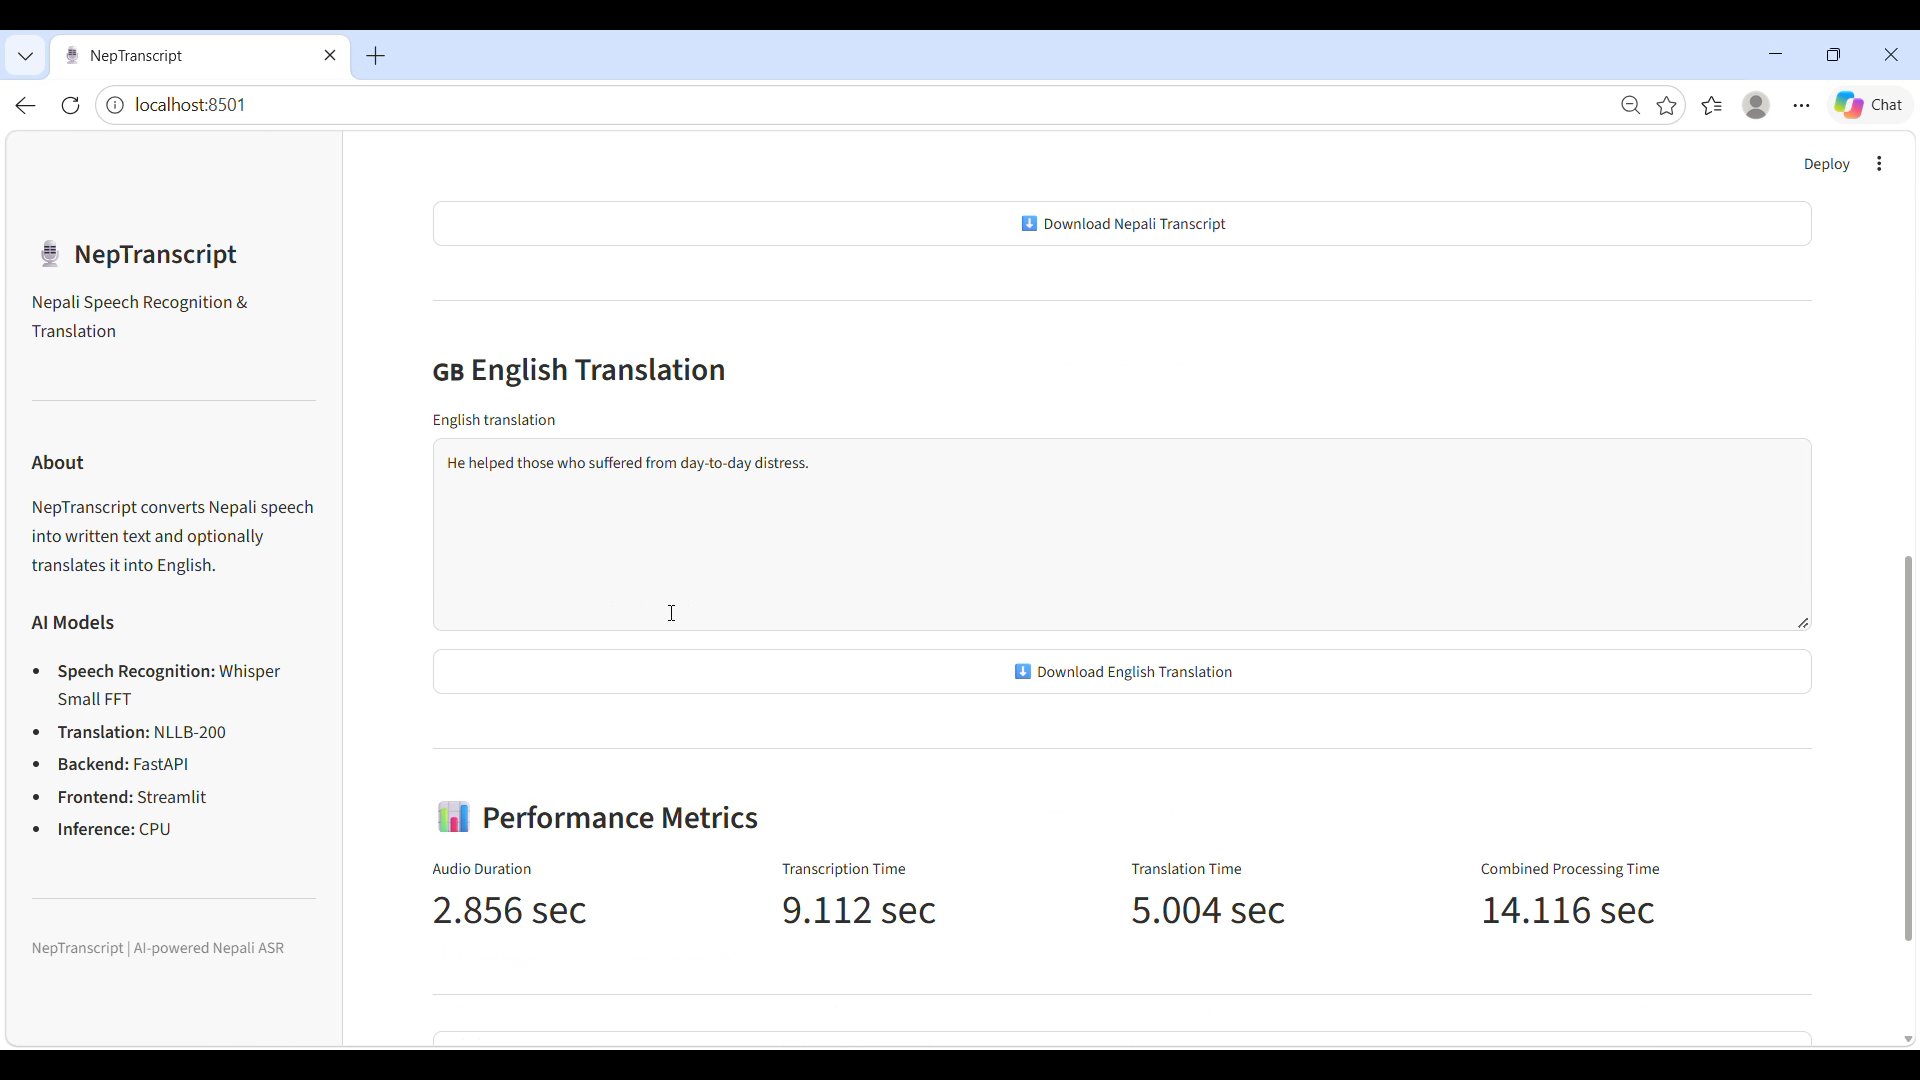 NepTranscript
localhost:8501
Chat
Deploy
NepTranscript
Nepali Speech Recognition &
Translation
About
NepTranscript converts Nepali speech
into written text and optionally
translates it into English.
AI Models
Speech Recognition: Whisper
Small FFT
Translation: NLLB-200
Backend: FastAPI
Frontend: Streamlit
Inference: CPU
NepTranscript | AI-powered Nepali ASR
Download Nepali Transcript
GB English Translation
English translation
He helped those who suffered from day-to-day distress.
Download English Translation
Performance Metrics
Audio Duration
2.856 sec
Transcription Time
9.112 sec
Translation Time
5.004 sec
Combined Processing Time
14.116 sec